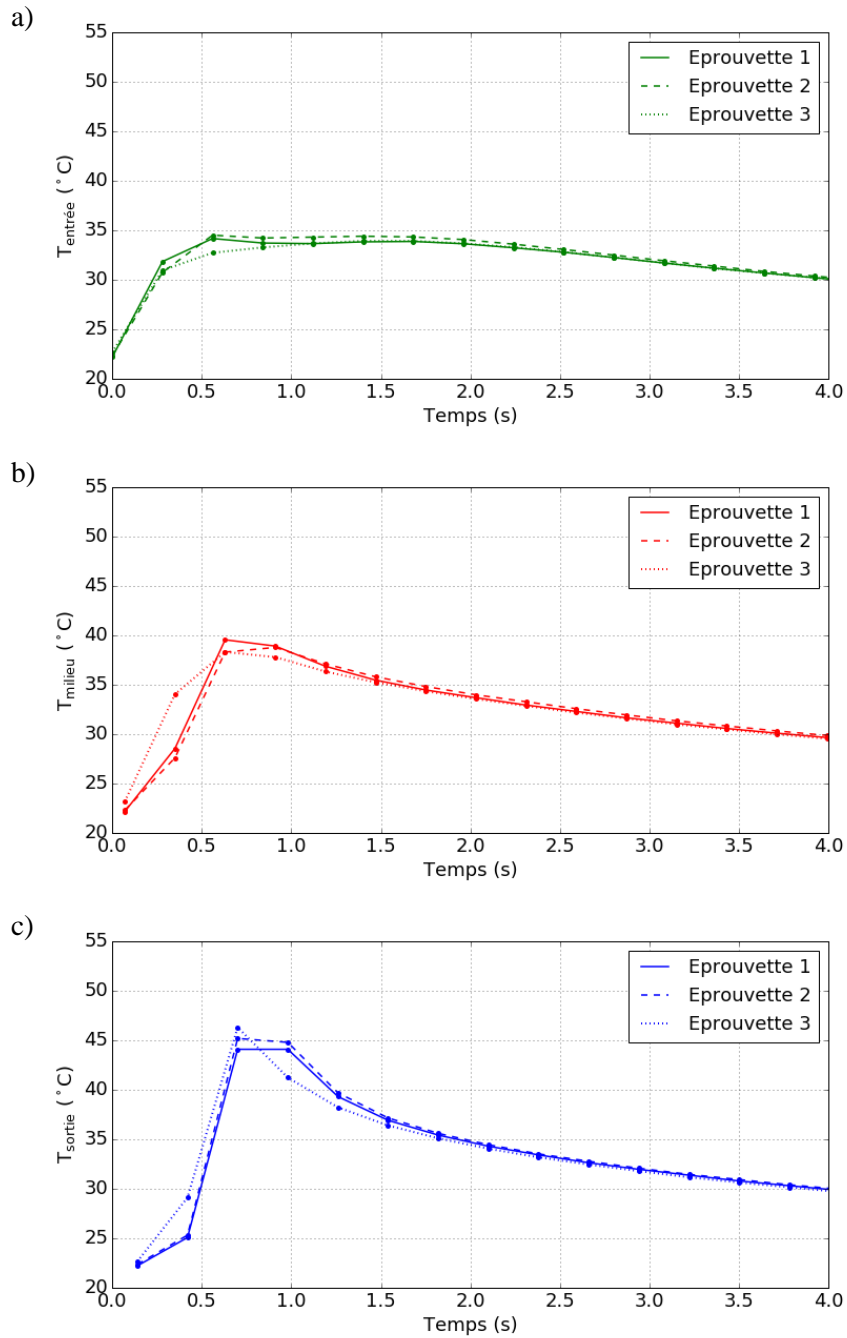 a)
55
50
45
40
35
30
25
20
T entrée (°C)
Eprouvette 1
Eprouvette 2
Eprouvette 3
0.0 0.5 1.0 1.5 2.0 2.5 3.0 3.5 4.0
Temps (s)
b)
55
50
45
40
35
30
25
20
T milieu (°C)
Eprouvette 1
Eprouvette 2
Eprouvette 3
0.0 0.5 1.0 1.5 2.0 2.5 3.0 3.5 4.0
Temps (s)
c)
55
50
45
40
35
30
25
20
T sortie (°C)
Eprouvette 1
Eprouvette 2
Eprouvette 3
0.0 0.5 1.0 1.5 2.0 2.5 3.0 3.5 4.0
Temps (s)